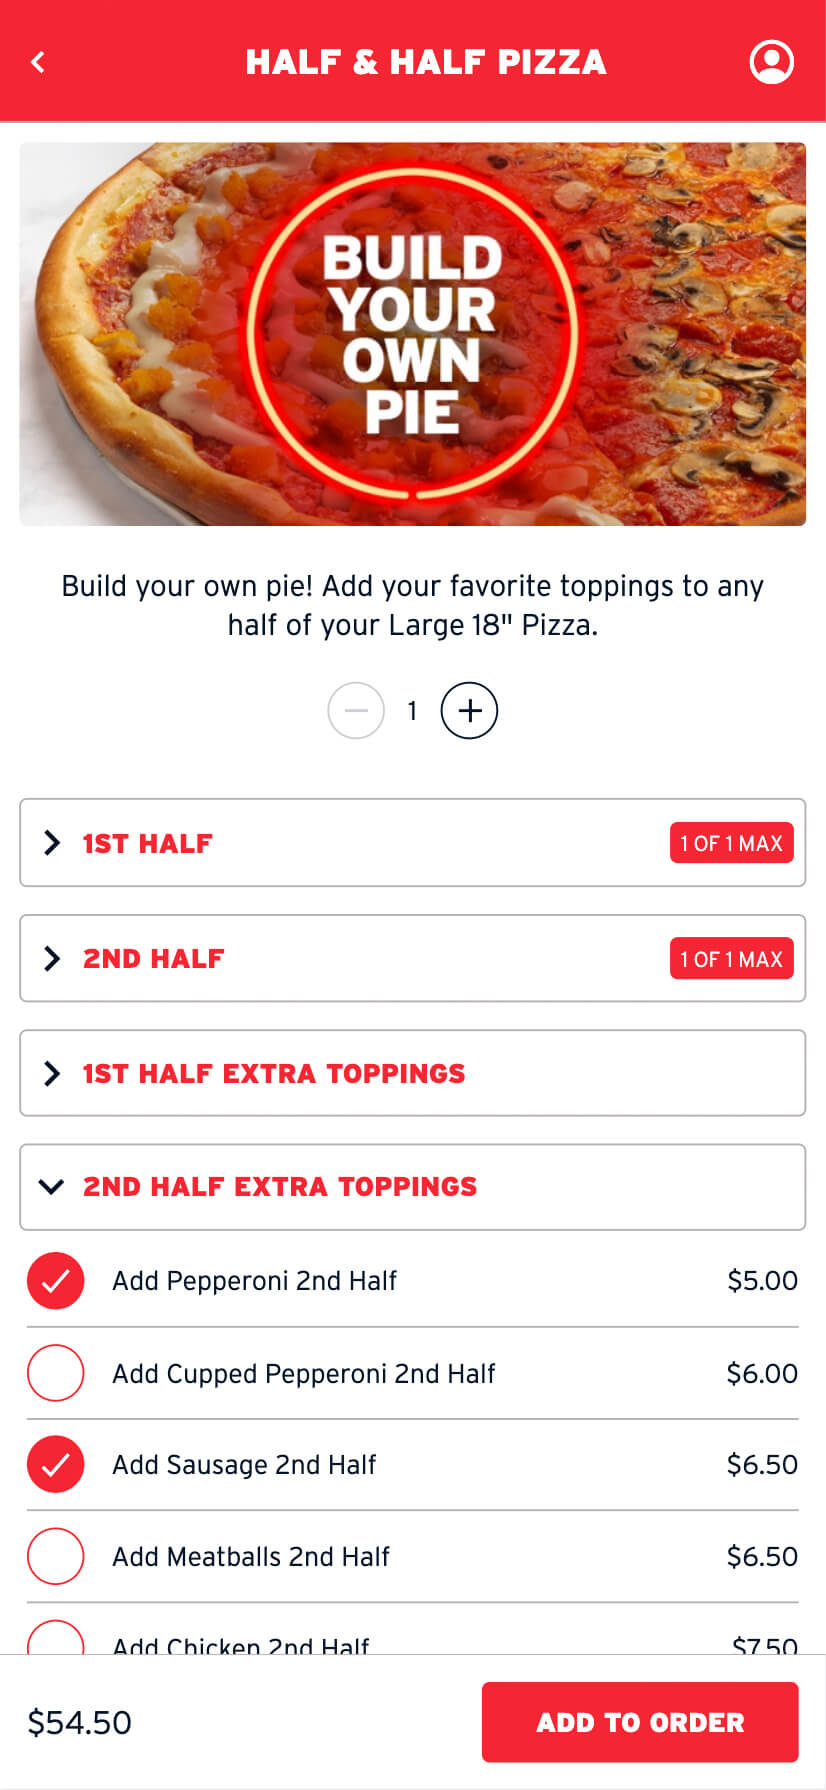 HALF & HALF PIZZA
BUILD
YOUR
OWN
PIE
Build your own pie! Add your favorite toppings to any
half of your Large 18" Pizza.
1
1ST HALF 1 OF 1 MAX
2ND HALF 1 OF 1 MAX
1ST HALF EXTRA TOPPINGS
2ND HALF EXTRA TOPPINGS
Add Pepperoni 2nd Half $5.00
Add Cupped Pepperoni 2nd Half $6.00
Add Sausage 2nd Half $6.50
Add Meatballs 2nd Half $6.50
Add Chicken 2nd Half $7.50
$54.50 ADD TO ORDER